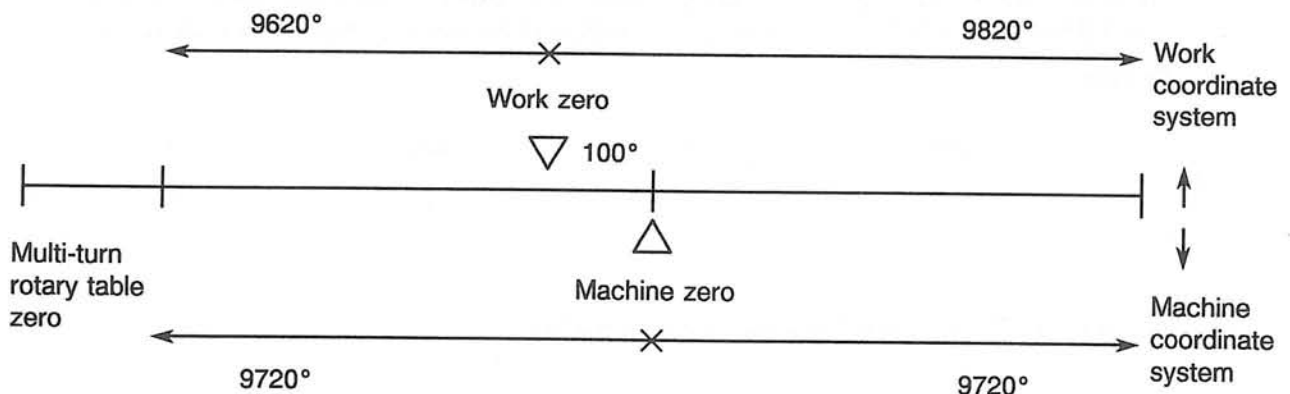 9620°
9820°
Work
coordinate
system
Work zero
100°
Multi-turn
rotary table
zero
Machine zero
Machine
coordinate
system
9720°
9720°